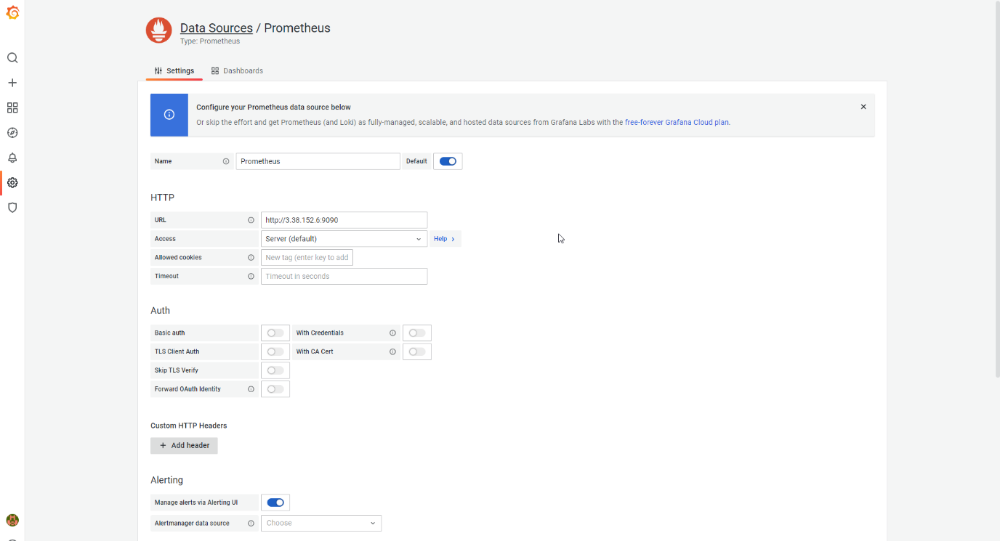 Data Sources / Prometheus
Type: Prometheus
Settings
Dashboards
Configure your Prometheus data source below
Or skip the effort and get Prometheus (and Loki) as fully-managed, scalable, and hosted data sources from Grafana Labs with the free-forever Grafana Cloud plan.
Name
Prometheus
Default
HTTP
URL
http://3.38.152.6:9090
Access
Server (default)
Help
Allowed cookies
New tag (enter key to add
Timeout
Timeout in seconds
Auth
Basic auth
With Credentials
TLS Client Auth
With CA Cert
Skip TLS Verify
Forward OAuth Identity
Custom HTTP Headers
+ Add header
Alerting
Manage alerts via Alerting UI
Alertmanager data source
Choose